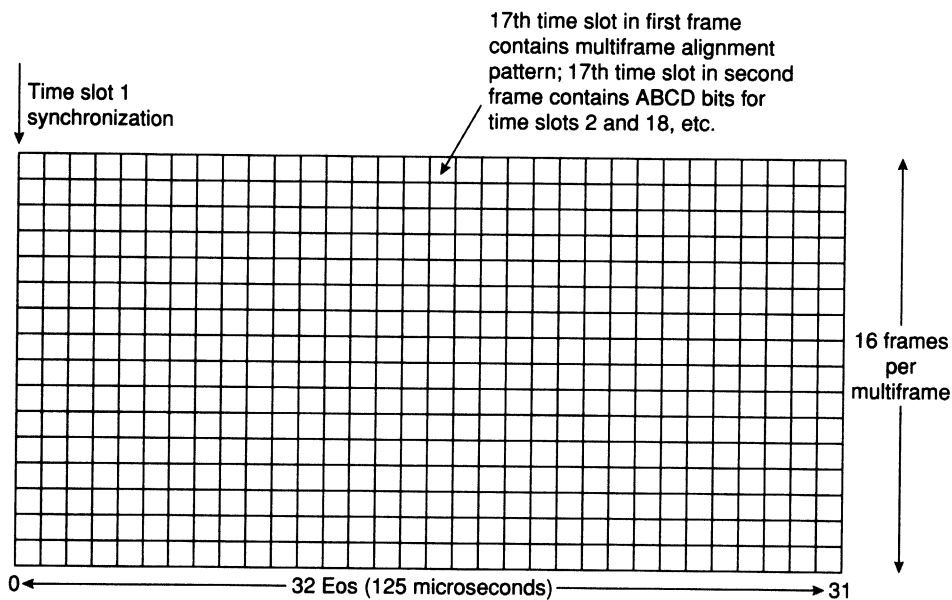 17th time slot in first frame
contains multiframe alignment
pattern; 17th time slot in second
frame contains ABCD bits for
time slots 2 and 18, etc.
Time slot 1
synchronization
16 frames
per
multiframe
0
32 Eos (125 microseconds)
31